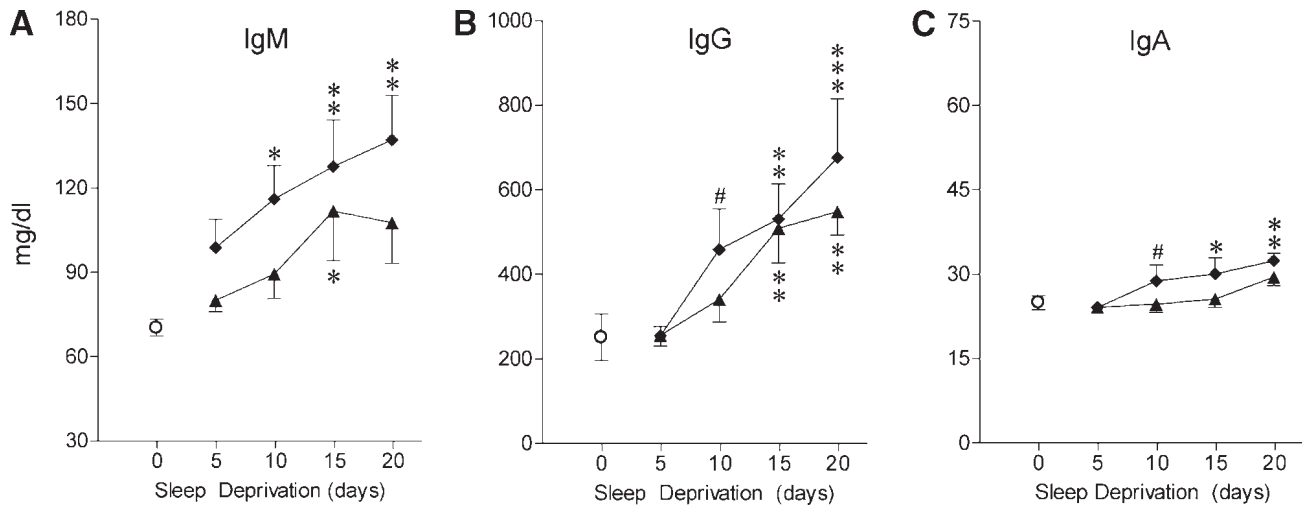 A
IgM
mg/dl
180
150
120
90
60
30
*
**
**
*
0 5 10 15 20
Sleep Deprivation (days)
B
IgG
1000
800
600
400
200
0
#
**
***
**
**
0 5 10 15 20
Sleep Deprivation (days)
C
IgA
75
60
45
30
15
0
#
*
**
0 5 10 15 20
Sleep Deprivation (days)